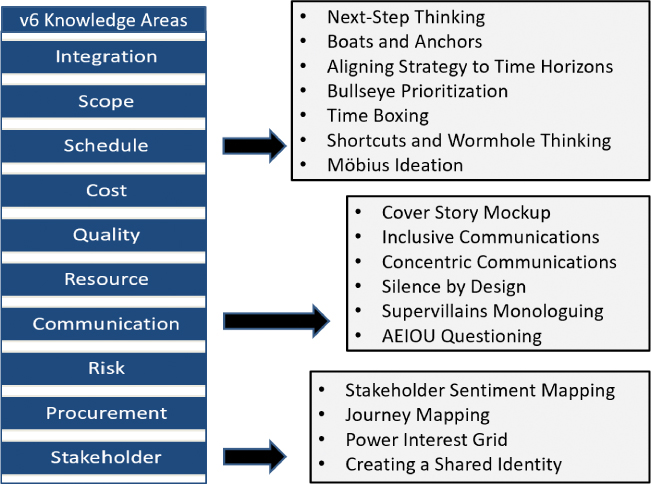 v6 Knowledge Areas
Integration
Scope
Schedule
Cost
Quality
Resource
Communication
Risk
Procurement
Stakeholder
• Next-Step Thinking
• Boats and Anchors
• Aligning Strategy to Time Horizons
• Bullseye Prioritization
• Time Boxing
• Shortcuts and Wormhole Thinking
• Möbius Ideation
• Cover Story Mockup
• Inclusive Communications
• Concentric Communications
• Silence by Design
• Supervillains Monologuing
• AEIOU Questioning
• Stakeholder Sentiment Mapping
• Journey Mapping
• Power Interest Grid
• Creating a Shared Identity